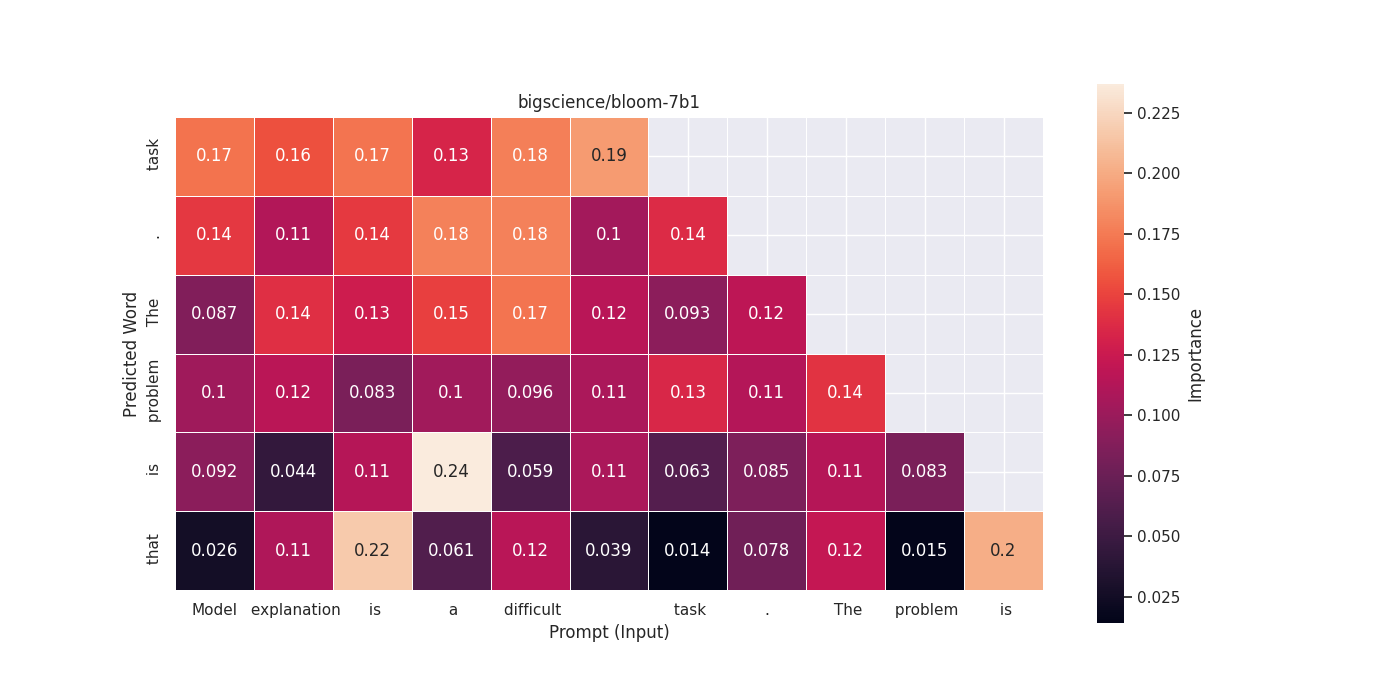 bigscience/bloom-7b1
task 0.17 0.16 0.17 0.13 0.18 0.19
. 0.14 0.11 0.14 0.18 0.18 0.1 0.14
The 0.087 0.14 0.13 0.15 0.17 0.12 0.093 0.12
problem 0.1 0.12 0.083 0.1 0.096 0.11 0.13 0.11 0.14
is 0.092 0.044 0.11 0.24 0.059 0.11 0.063 0.085 0.11 0.083
that 0.026 0.11 0.22 0.061 0.12 0.039 0.014 0.078 0.12 0.015 0.2
Predicted Word
Model explanation is a difficult task . The problem is
Prompt (Input)
0.225
0.200
0.175
0.150
0.125
0.100
0.075
0.050
0.025
Importance